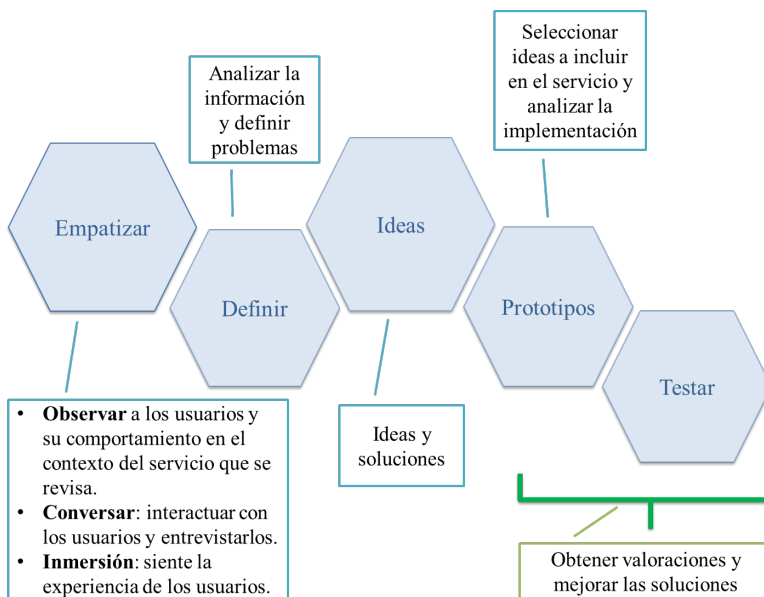 Seleccionar
ideas a incluir
en el servicio y
analizar la
implementación
Analizar la
información
y definir
problemas
Empatizar
Ideas
Definir
Prototipos
Testar
• Observar a los usuarios y
su comportamiento en el
contexto del servicio que se
revisa.
• Conversar: interactuar con
los usuarios y entrevistarlos.
• Inmersión: siente la
experiencia de los usuarios.
Ideas y
soluciones
Obtener valoraciones y
mejorar las soluciones